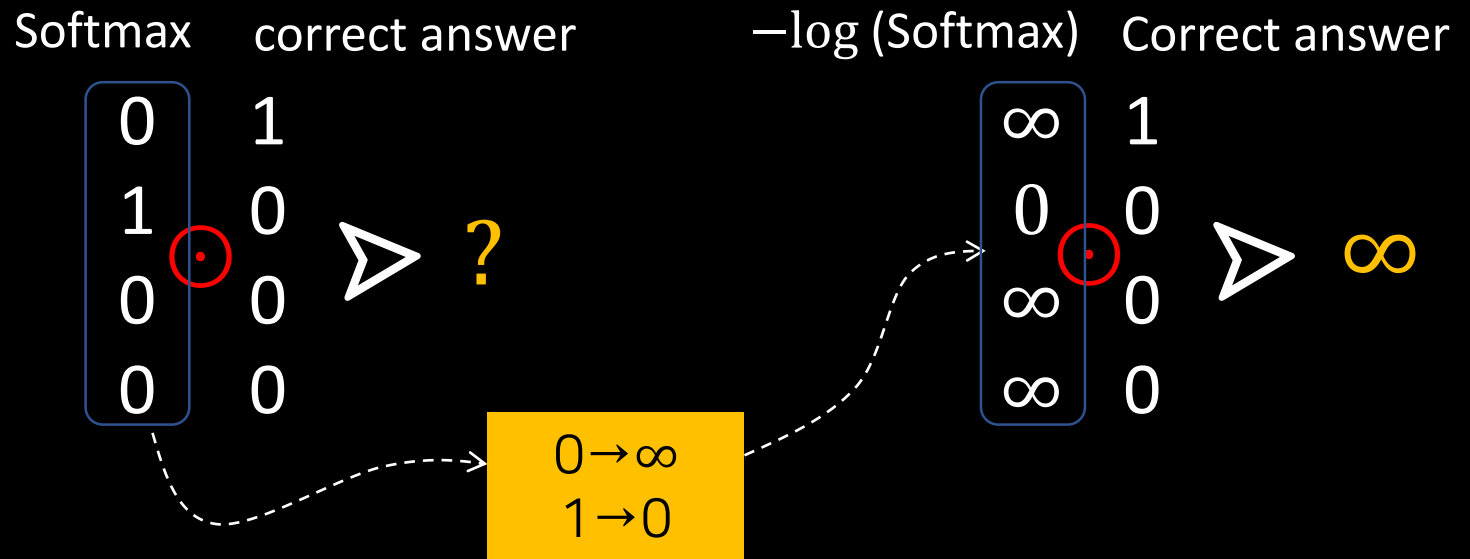 Softmax correct answer −log (Softmax) Correct answer
0 1 ∞ 1
1 0 0 0
⊙ ? ⊙ ∞
0 0 ∞ 0
0 0 ∞ 0
0→∞
1→0